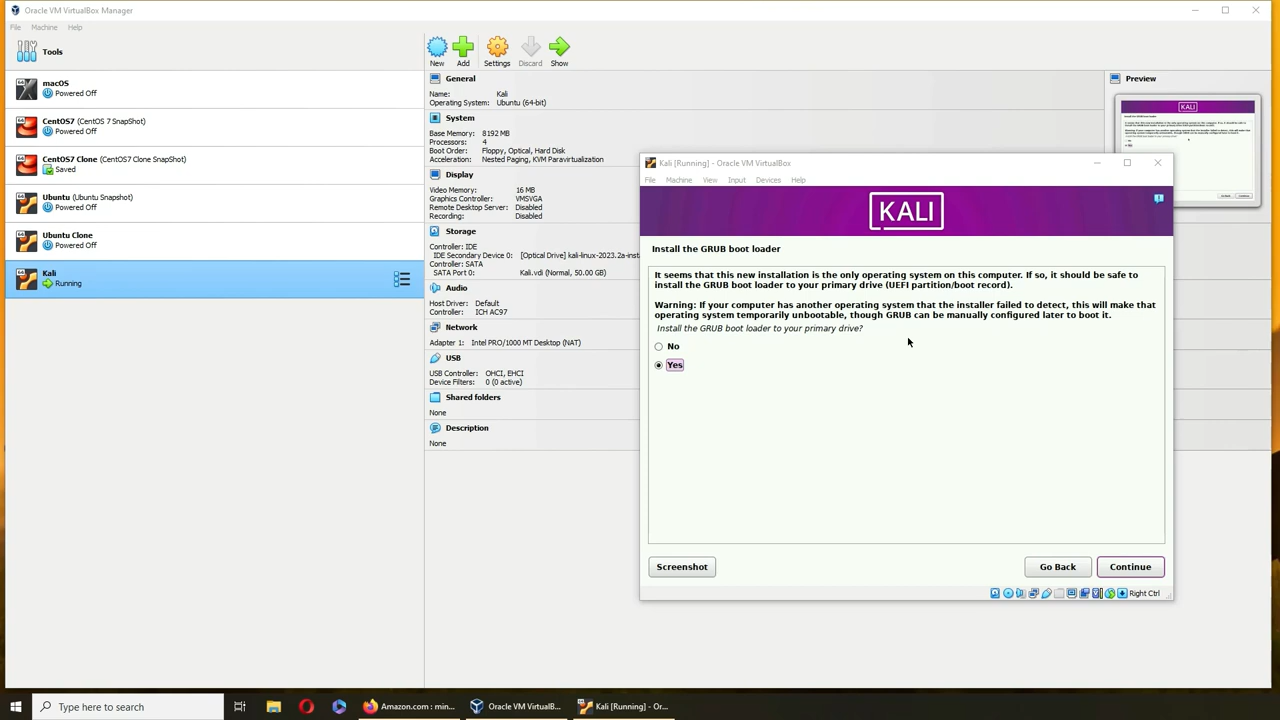 Oracle VM VirtualBox Manager
File Machine Help
Tools
macOS
Powered Off
CentOS7 (CentOS 7 SnapShot)
Powered Off
CentOS7 Clone (CentOS7 Clone SnapShot)
Saved
Ubuntu (Ubuntu Snapshot)
Powered Off
Ubuntu Clone
Powered Off
Kali
Running
New Add Settings Discard Show
General
Name: Kali
Operating System: Ubuntu (64-bit)
System
Base Memory: 8192 MB
Processors: 4
Boot Order: Floppy, Optical, Hard Disk
Acceleration: Nested Paging, KVM Paravirtualization
Display
Video Memory: 16 MB
Graphics Controller: VMSVGA
Remote Desktop Server: Disabled
Recording: Disabled
Storage
Controller: IDE
IDE Secondary Device 0: [Optical Drive] kali-linux-2023.2a-inst
Controller: SATA
SATA Port 0: Kali.vdi (Normal, 50.00 GB)
Audio
Host Driver: Default
Controller: ICH AC97
Network
Adapter 1: Intel PRO/1000 MT Desktop (NAT)
USB
USB Controller: OHCI, EHCI
Device Filters: 0 (0 active)
Shared folders
None
Description
None
Preview
Kali [Running] - Oracle VM VirtualBox
File Machine View Input Devices Help
KALI
Install the GRUB boot loader
It seems that this new installation is the only operating system on this computer. If so, it should be safe to
install the GRUB boot loader to your primary drive (UEFI partition/boot record).
Warning: If your computer has another operating system that the installer failed to detect, this will make that
operating system temporarily unbootable, though GRUB can be manually configured later to boot it.
Install the GRUB boot loader to your primary drive?
No
Yes
Screenshot Go Back Continue
Right Ctrl
Type here to search
Amazon.com : min...
Oracle VM VirtualB...
Kali [Running] - Or...